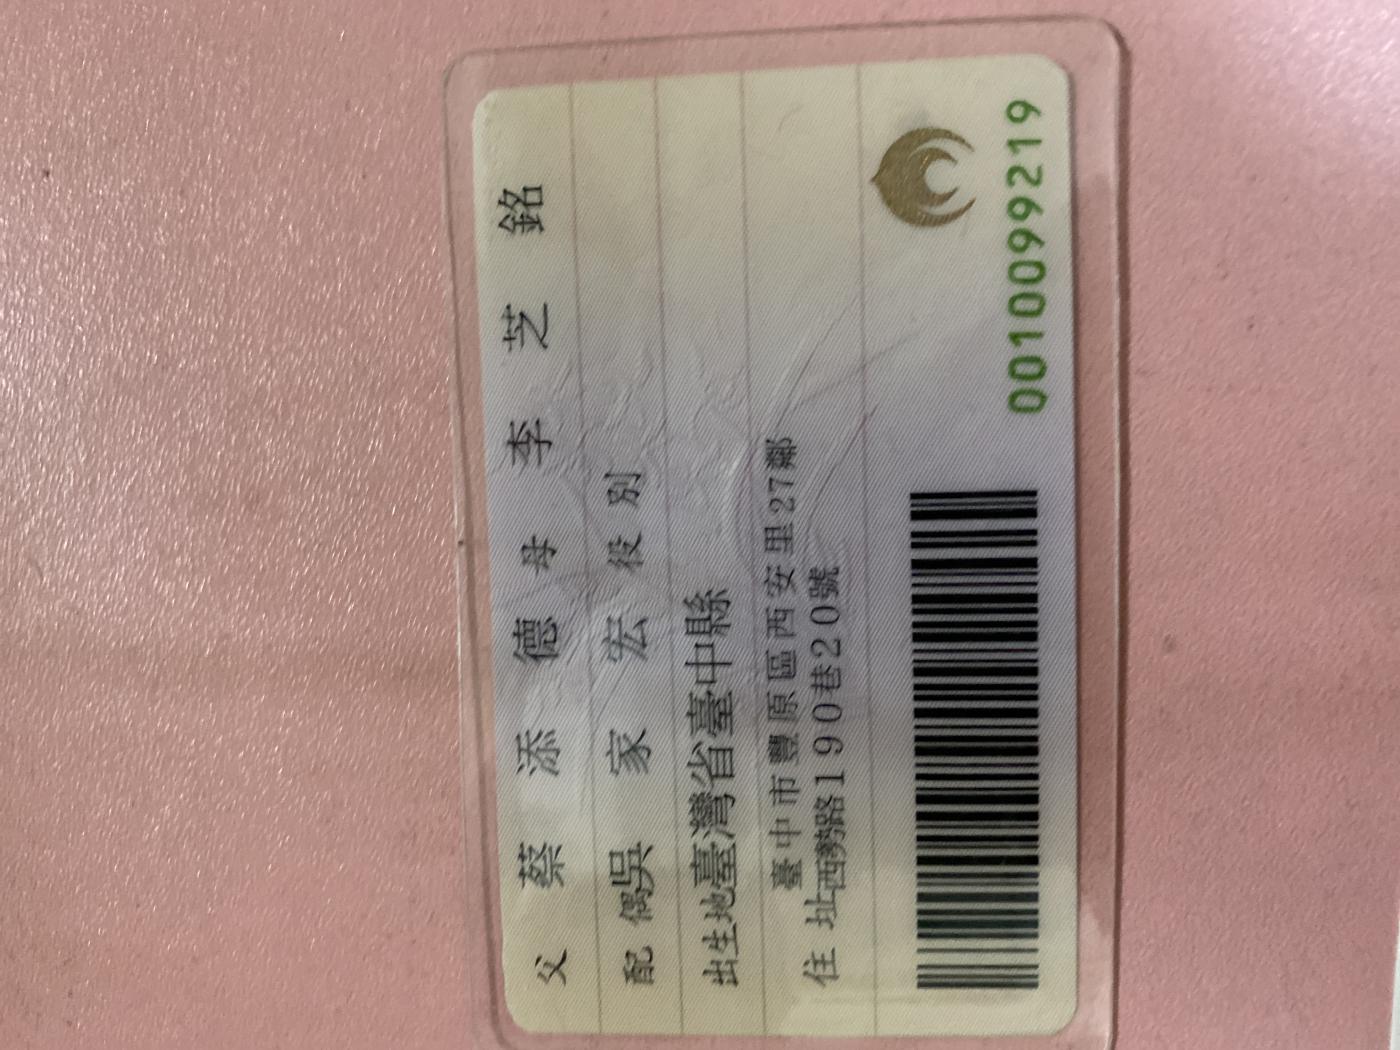 父 蔡添德 母 李芝銘
配偶 吳家宏 役別
出生地 臺灣省臺中縣
住址 臺中市豐原區西安里27鄰
西勢路190巷20號
0010099219